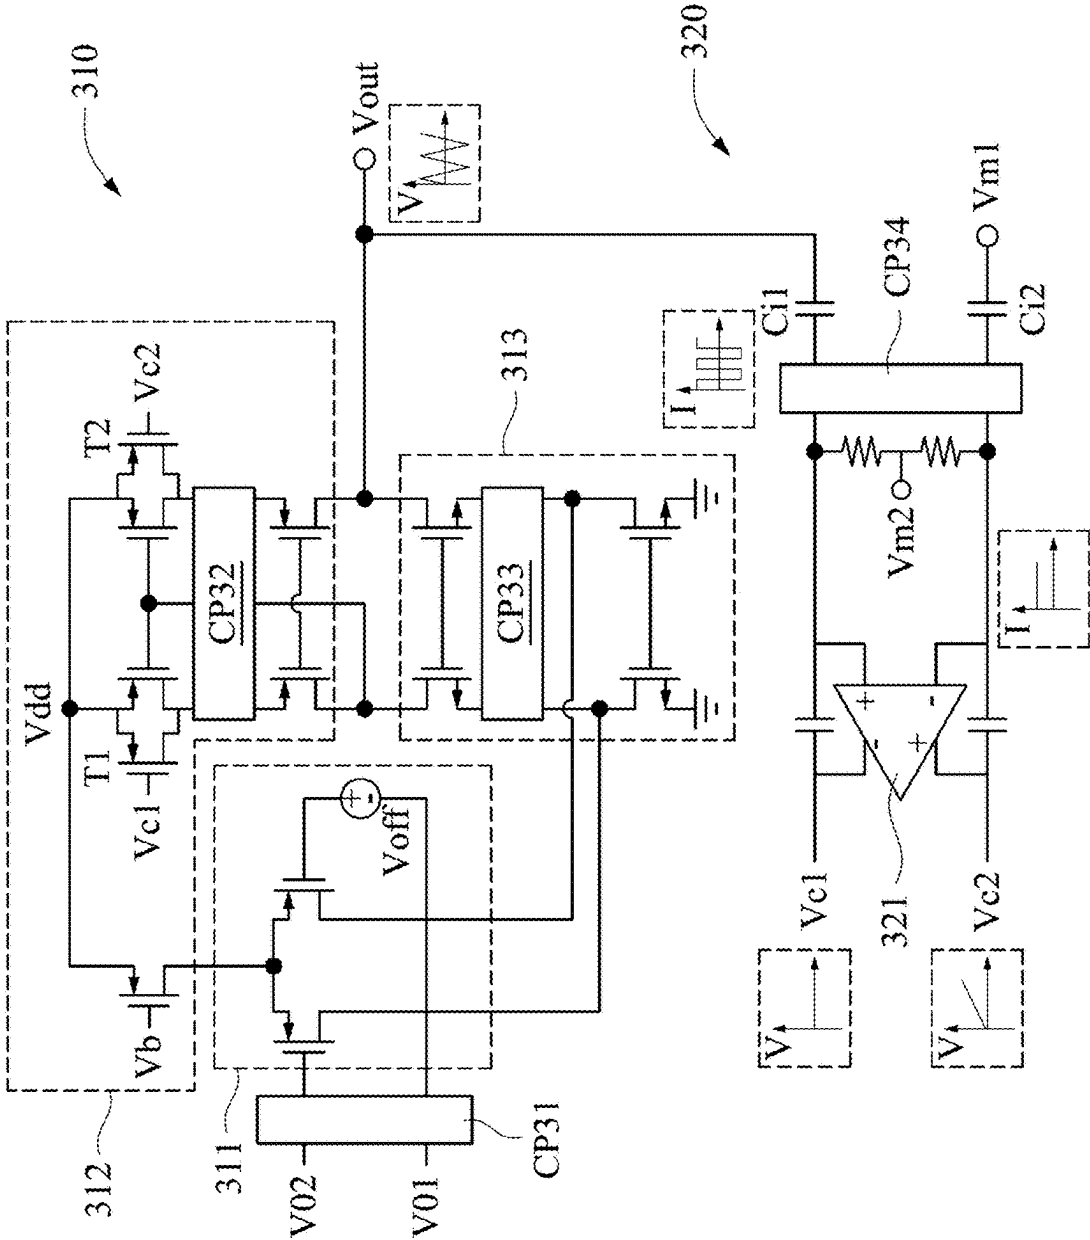 310
320
Vout
V
Vm1
CP34
Ci1
Ci2
I
313
Vc2
T2
CP32
CP33
Vm2
I
Vdd
T1
Vc1
+
-
Voff
+
-
-
+
321
Vc1
Vc2
V
V
Vb
312
311
CP31
V02
V01